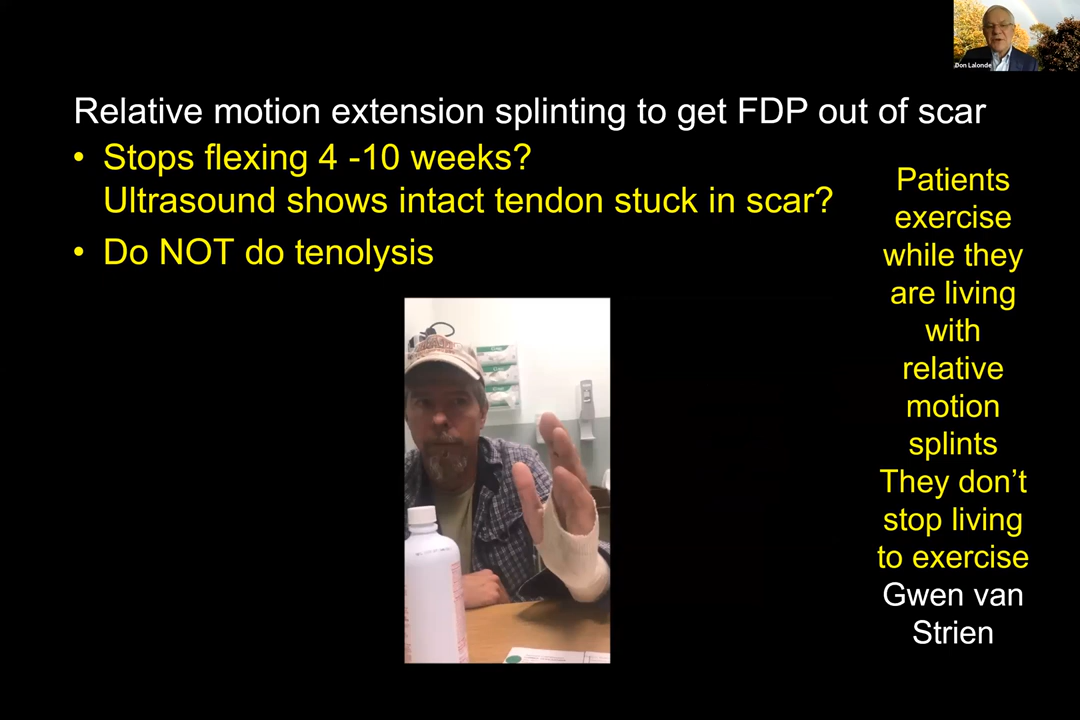 Don Lalonde
Relative motion extension splinting to get FDP out of scar
• Stops flexing 4 -10 weeks?
Ultrasound shows intact tendon stuck in scar?
• Do NOT do tenolysis
Patients
exercise
while they
are living
with
relative
motion
splints
They don’t
stop living
to exercise
Gwen van
Strien